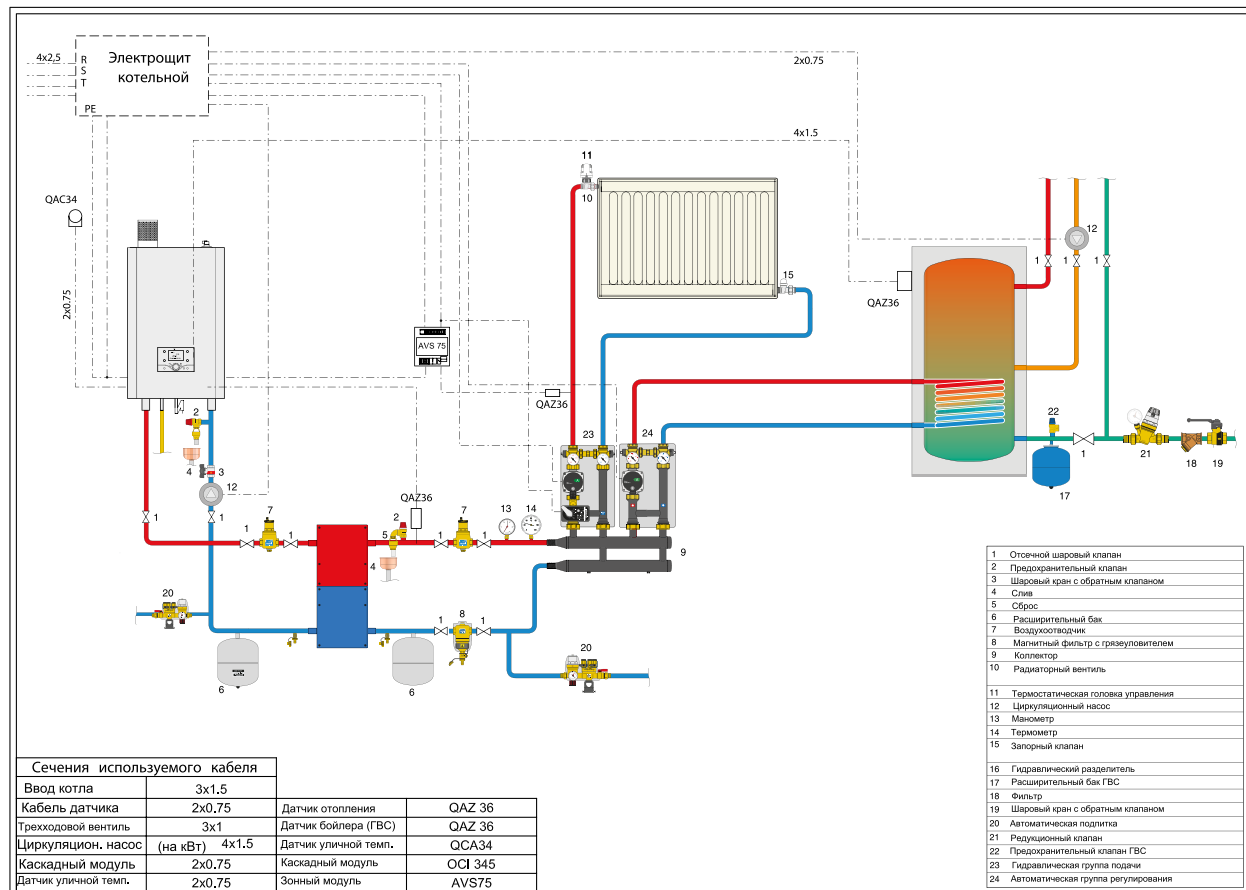 4x2,5
R
S
T
PE
Электрощит
котельной
2x0.75
4x1.5
QAC34
2x0.75
11
10
15
12
1
1
1
QAZ36
AVS 75
QAZ36
23
24
22
1
21
18
19
17
2
4
3
12
1
1
7
1
1
QAZ36
2
5
4
7
1
1
13
14
9
20
6
6
8
1
1
20
1 Отсечной шаровый клапан
2 Предохранительный клапан
3 Шаровый кран с обратным клапаном
4 Слив
5 Сброс
6 Расширительный бак
7 Воздухоотводчик
8 Магнитный фильтр с грязеуловителем
9 Коллектор
10 Радиаторный вентиль
11 Термостатическая головка управления
12 Циркуляционный насос
13 Манометр
14 Термометр
15 Запорный клапан
16 Гидравлический разделитель
17 Расширительный бак ГВС
18 Фильтр
19 Шаровый кран с обратным клапаном
20 Автоматическая подпитка
21 Редукционный клапан
22 Предохранительный клапан ГВС
23 Гидравлическая группа подачи
24 Автоматическая группа регулирования
Сечения используемого кабеля
Ввод котла 3x1.5
Кабель датчика 2x0.75 Датчик отопления QAZ 36
Трехходовой вентиль 3x1 Датчик бойлера (ГВС) QAZ 36
Циркуляцион. насос (на кВт) 4x1.5 Датчик уличной темп. QCA34
Каскадный модуль 2x0.75 Каскадный модуль OCI 345
Датчик уличной темп. 2x0.75 Зонный модуль AVS75